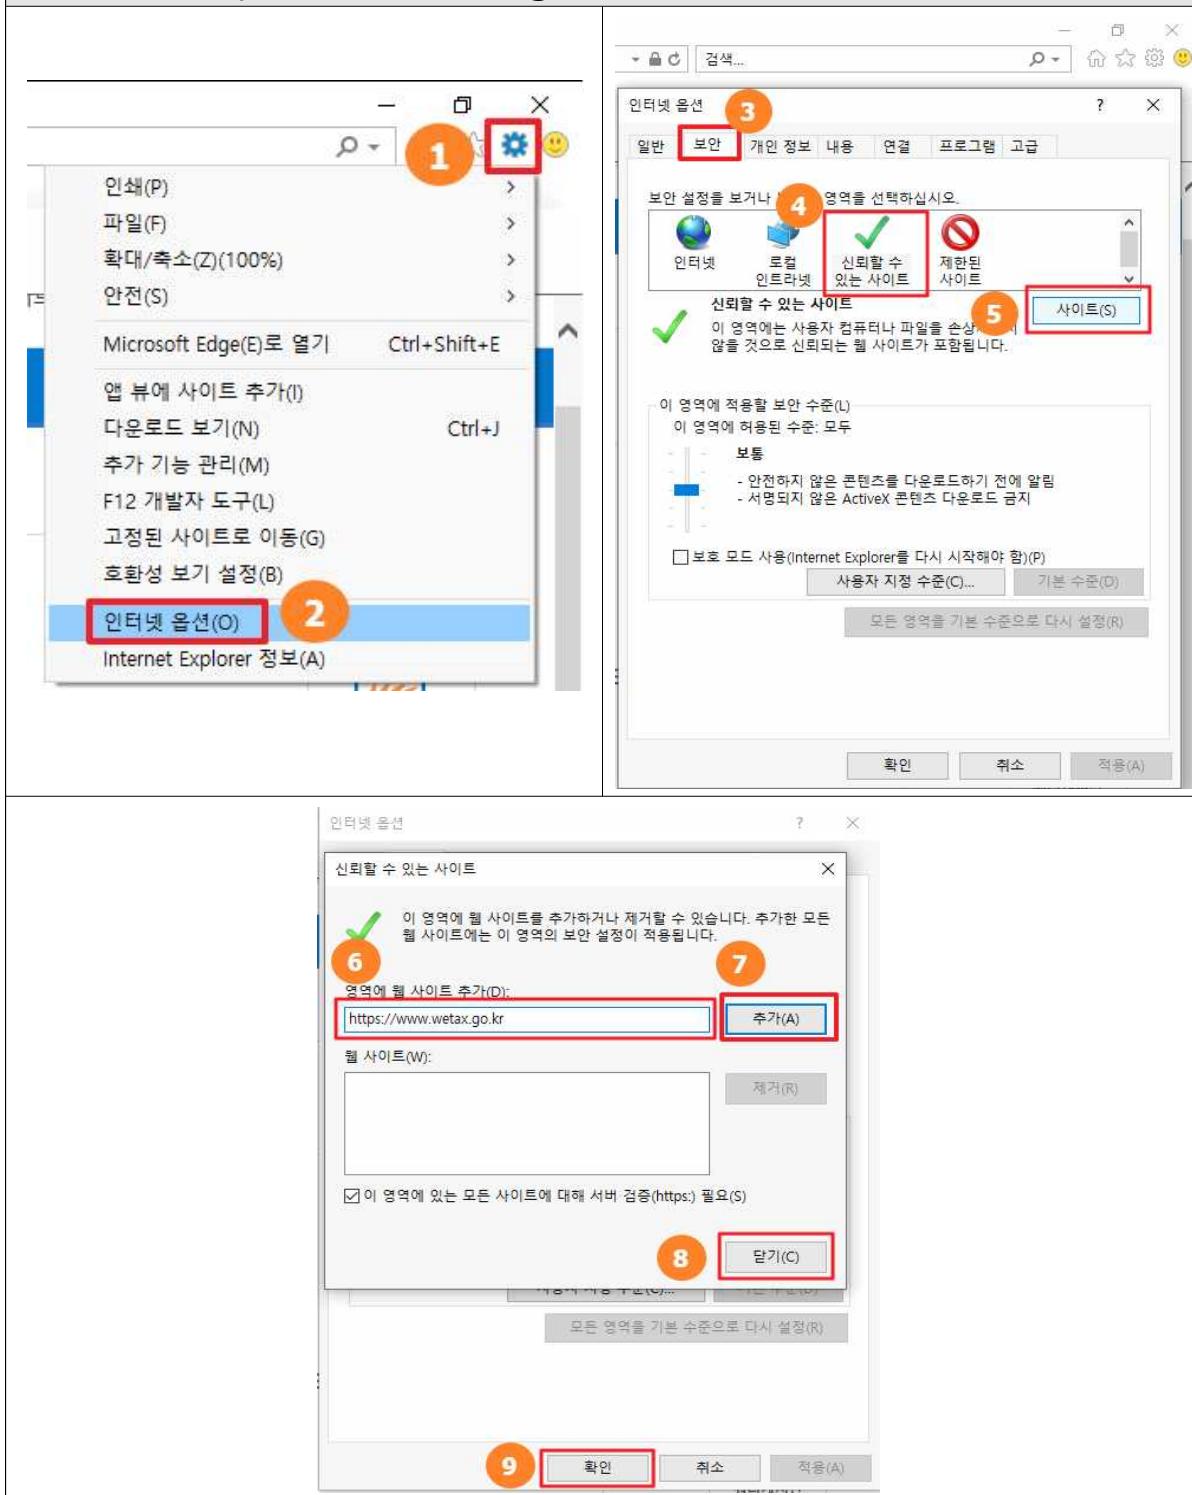 1
인쇄(P)
파일(F)
확대/축소(Z)(100%)
안전(S)
Microsoft Edge(E)로 열기 Ctrl+Shift+E
앱 뷰에 사이트 추가(I)
다운로드 보기(N) Ctrl+J
추가 기능 관리(M)
F12 개발자 도구(L)
고정된 사이트로 이동(G)
호환성 보기 설정(B)
인터넷 옵션(O) 2
Internet Explorer 정보(A)
검색...
인터넷 옵션 3 ?
일반 보안 개인 정보 내용 연결 프로그램 고급
보안 설정을 보거나 영역을 선택하십시오.
4
인터넷 로컬 신뢰할 수 제한된
인트라넷 있는 사이트 사이트
신뢰할 수 있는 사이트 5 사이트(S)
이 영역에는 사용자 컴퓨터나 파일을
않을 것으로 신뢰되는 웹 사이트가 포함됩니다.
이 영역에 적용할 보안 수준(L)
이 영역에 허용된 수준: 모두
보통
- 안전하지 않은 콘텐츠를 다운로드하기 전에 알림
- 서명되지 않은 ActiveX 콘텐츠 다운로드 금지
보호 모드 사용(Internet Explorer를 다시 시작해야 함)(P)
사용자 지정 수준(C)... 기본 수준(D)
모든 영역을 기본 수준으로 다시 설정(R)
확인 취소 적용(A)
인터넷 옵션 ?
신뢰할 수 있는 사이트
이 영역에 웹 사이트를 추가하거나 제거할 수 있습니다. 추가한 모든
웹 사이트에는 이 영역의 보안 설정이 적용됩니다.
6 7
영역에 웹 사이트 추가(D):
https://www.wetax.go.kr 추가(A)
웹 사이트(W):
제거(R)
이 영역에 있는 모든 사이트에 대해 서버 검증(https:) 필요(S)
8 닫기(C)
모든 영역을 기본 수준으로 다시 설정(R)
9 확인 취소 적용(A)